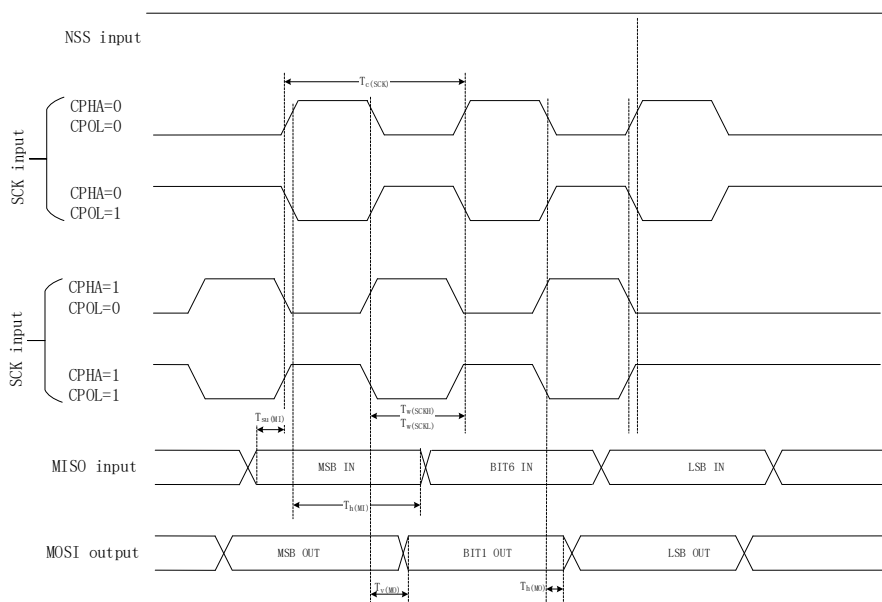 NSS input
Tc(SCK)
SCK input
CPHA=0
CPOL=0
CPHA=0
CPOL=1
SCK input
CPHA=1
CPOL=0
CPHA=1
CPOL=1
Tw(SCKH)
Tw(SCKL)
Tsu(MI)
MISO input
MSB IN
BIT6 IN
LSB IN
Th(MI)
MOSI output
MSB OUT
BIT1 OUT
LSB OUT
Tv(MO)
Th(MO)